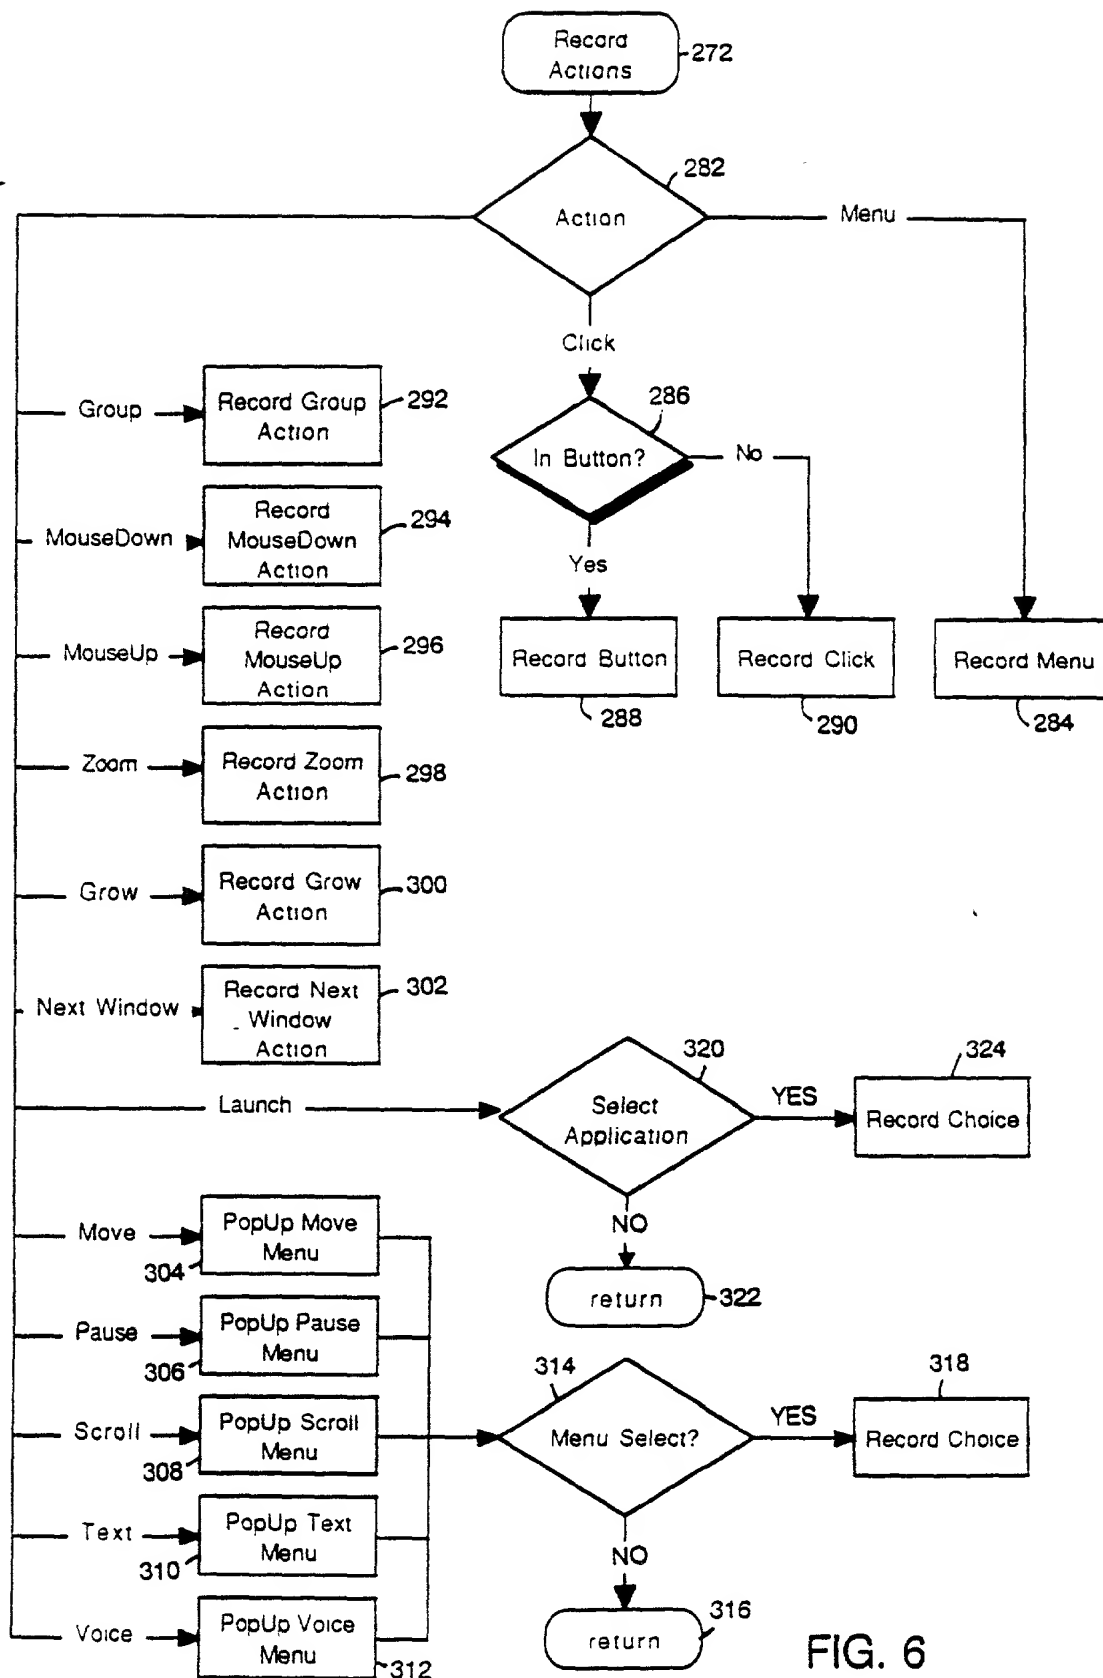 Record
Actions
272
282
Action
Menu
Click
Group
Record Group
Action
292
286
In Button?
No
MouseDown
Record
MouseDown
Action
294
Yes
MouseUp
Record
MouseUp
Action
296
Record Button
288
Record Click
290
Record Menu
284
Zoom
Record Zoom
Action
298
Grow
Record Grow
Action
300
Next Window
Record Next
Window
Action
302
Launch
320
Select
Application
YES
324
Record Choice
NO
return
322
Move
PopUp Move
Menu
304
Pause
PopUp Pause
Menu
306
Scroll
PopUp Scroll
Menu
308
314
Menu Select?
YES
318
Record Choice
Text
PopUp Text
Menu
310
NO
Voice
PopUp Voice
Menu
312
return
316
FIG. 6